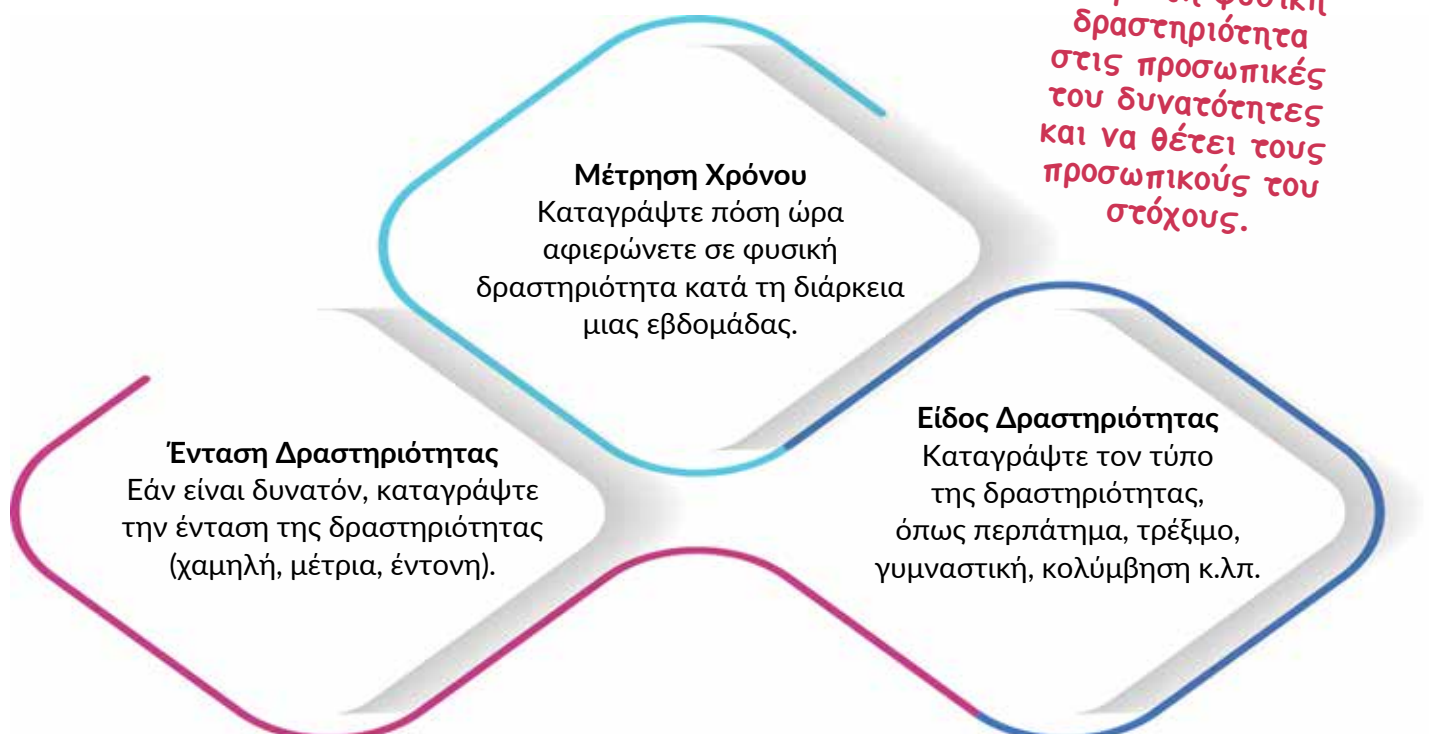 φυσική
δραστηριότητα
στις προσωπικές
του δυνατότητες
και να θέτει τους
προσωπικούς του
στόχους.
Μέτρηση Χρόνου
Καταγράψτε πόση ώρα
αφιερώνετε σε φυσική
δραστηριότητα κατά τη διάρκεια
μιας εβδομάδας.
Ένταση Δραστηριότητας
Εάν είναι δυνατόν, καταγράψτε
την ένταση της δραστηριότητας
(χαμηλή, μέτρια, έντονη).
Είδος Δραστηριότητας
Καταγράψτε τον τύπο
της δραστηριότητας,
όπως περπάτημα, τρέξιμο,
γυμναστική, κολύμβηση κ.λπ.